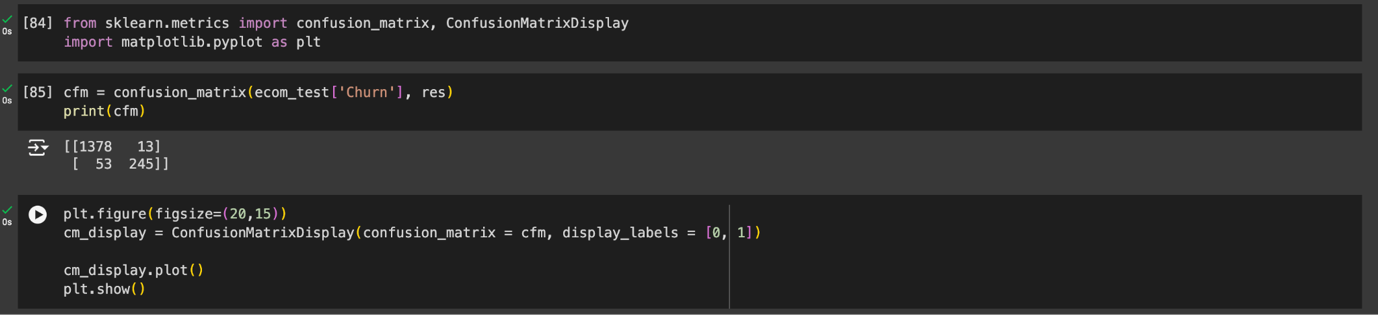 [84] from sklearn.metrics import confusion_matrix, ConfusionMatrixDisplay
0s
import matplotlib.pyplot as plt
[85] cfm = confusion_matrix(ecom_test['Churn'], res)
0s
print(cfm)
[[1378   13]
 [  53  245]]
plt.figure(figsize=(20,15))
0s
cm_display = ConfusionMatrixDisplay(confusion_matrix = cfm, display_labels = [0, 1])
cm_display.plot()
plt.show()